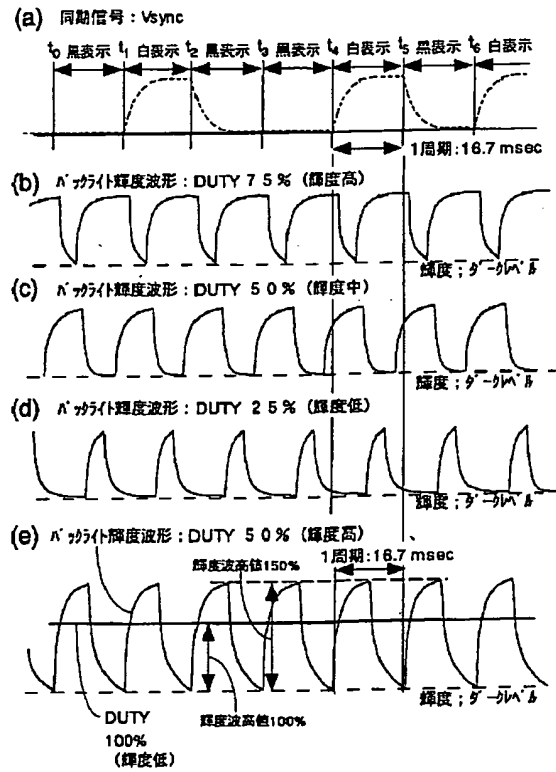 (a) 同期信号：Vsync
t0 黒表示 t1 白表示 t2 黒表示 t3 黒表示 t4 白表示 t5 黒表示 t6 白表示
1周期：16.7 msec
(b) バックライト輝度波形：DUTY 75％（輝度高）
輝度；ダークレベル
(c) バックライト輝度波形：DUTY 50％（輝度中）
輝度；ダークレベル
(d) バックライト輝度波形：DUTY 25％（輝度低）
輝度；ダークレベル
(e) バックライト輝度波形：DUTY 50％（輝度高）
輝度波高値150%
1周期：16.7 msec
輝度；ダークレベル
DUTY
100%
（輝度低）
輝度波高値100%